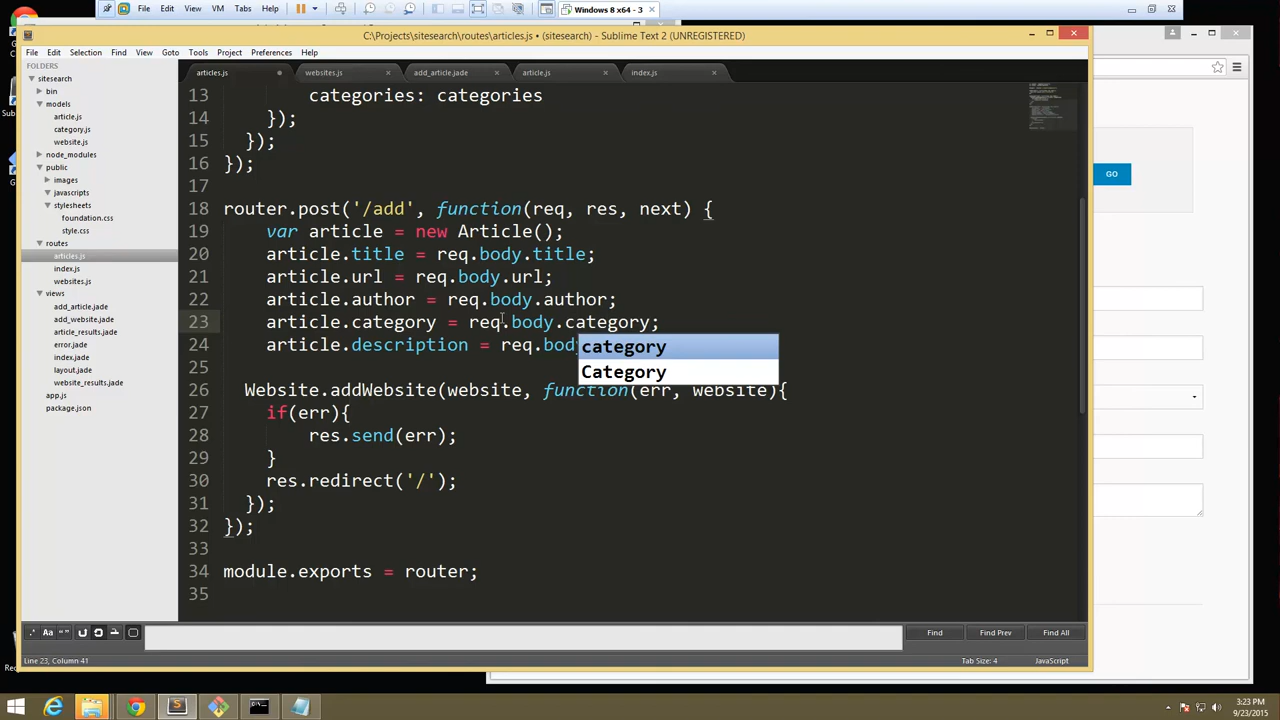 File Edit View VM Tabs Help
Windows 8 x64 - 3
C:\Projects\sitesearch\routes\articles.js • (sitesearch) - Sublime Text 2 (UNREGISTERED)
File Edit Selection Find View Goto Tools Project Preferences Help
FOLDERS
sitesearch
bin
models
article.js
category.js
website.js
node_modules
public
images
javascripts
stylesheets
foundation.css
style.css
routes
articles.js
index.js
websites.js
views
add_article.jade
add_website.jade
article_results.jade
error.jade
index.jade
layout.jade
website_results.jade
app.js
package.json
articles.js websites.js add_article.jade article.js index.js
13 categories: categories
14 });
15 });
16 });
17
18 router.post('/add', function(req, res, next) {
19 var article = new Article();
20 article.title = req.body.title;
21 article.url = req.body.url;
22 article.author = req.body.author;
23 article.category = req.body.category;
24 article.description = req.bod
category
Category
25
26 Website.addWebsite(website, function(err, website){
27 if(err){
28 res.send(err);
29 }
30 res.redirect('/');
31 });
32 });
33
34 module.exports = router;
35
GO
Find Find Prev Find All
Line 23, Column 41 Tab Size: 4 JavaScript
3:23 PM
9/23/2015